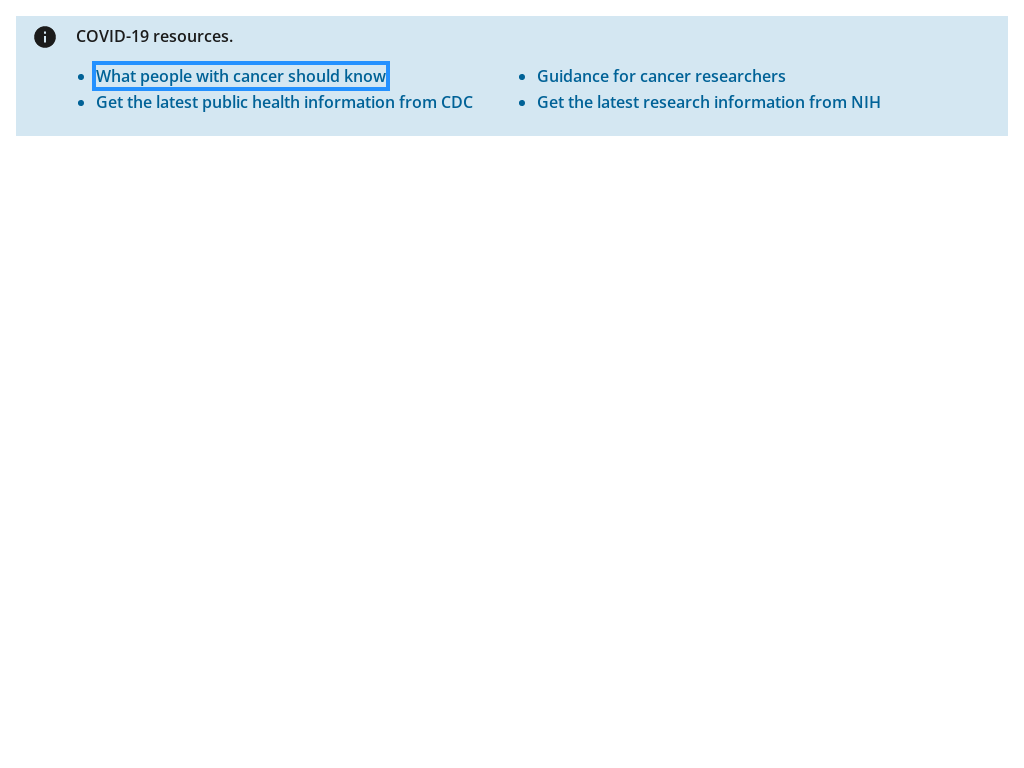 COVID-19 resources.
What people with cancer should know
Get the latest public health information from CDC
Guidance for cancer researchers
Get the latest research information from NIH